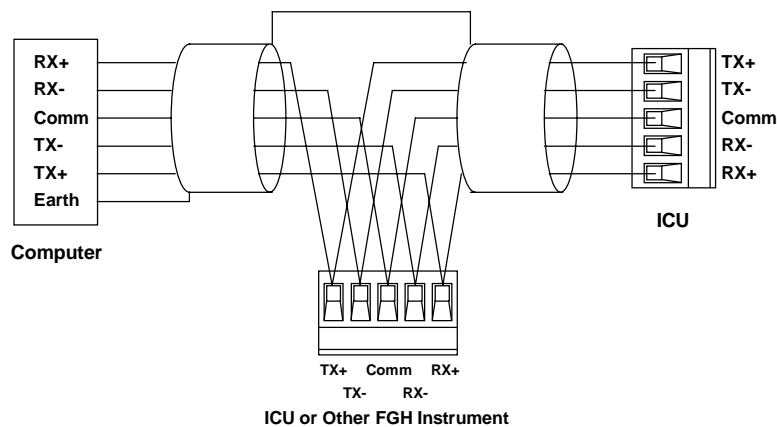 RX+
RX-
Comm
TX-
TX+
Earth
Computer
TX+
TX-
Comm
RX-
RX+
ICU
TX+ Comm RX+
TX- RX-
ICU or Other FGH Instrument